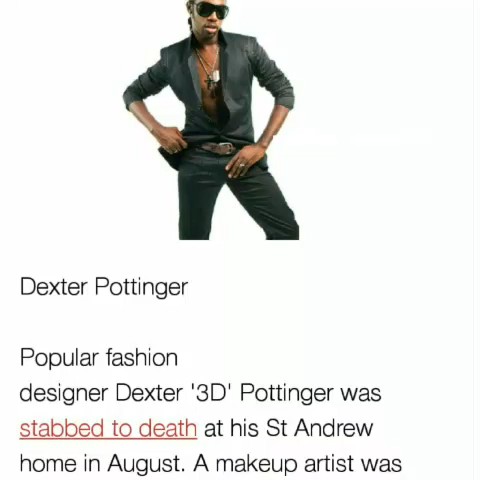 Dexter Pottinger
Popular fashion
designer Dexter '3D' Pottinger was
stabbed to death at his St Andrew
home in August. A makeup artist was